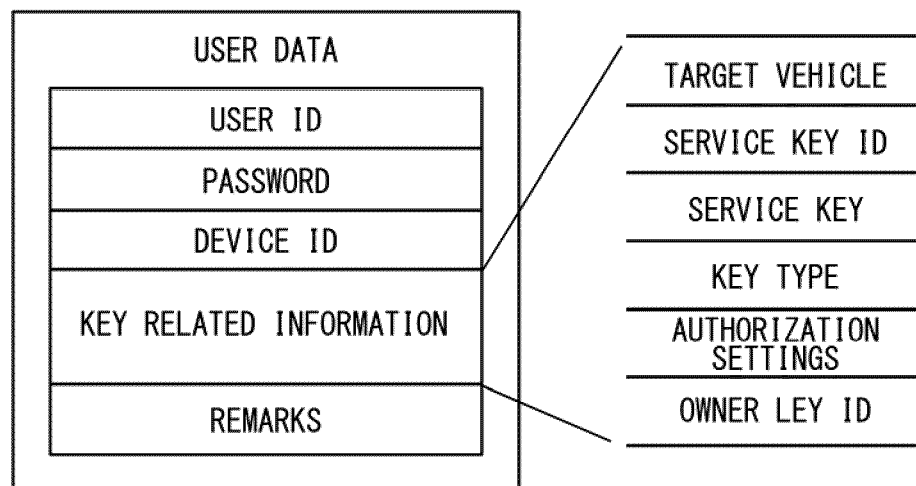 USER DATA
USER ID
PASSWORD
DEVICE ID
KEY RELATED INFORMATION
REMARKS
TARGET VEHICLE
SERVICE KEY ID
SERVICE KEY
KEY TYPE
AUTHORIZATION
SETTINGS
OWNER LEY ID